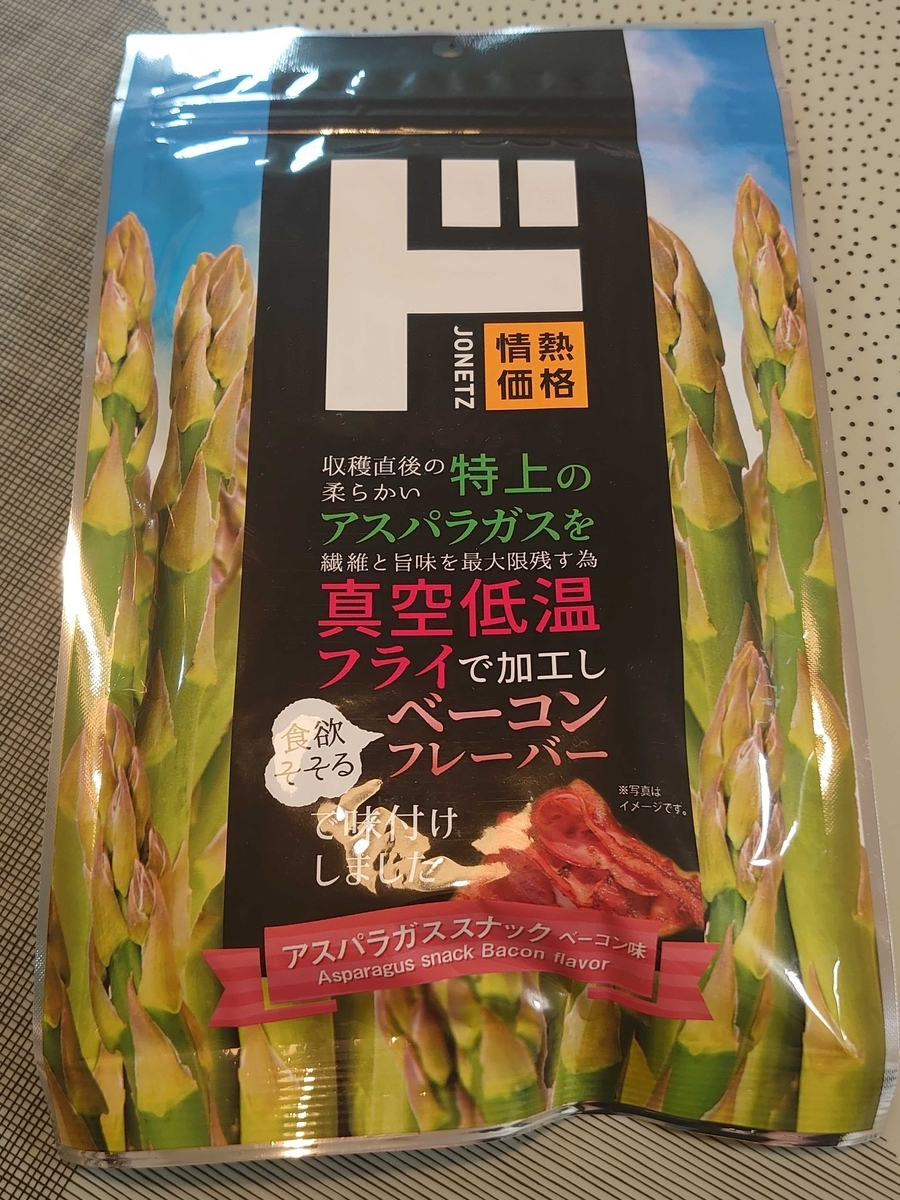 ド
JONETZ
情熱
価格
収穫直後の
柔らかい
特上の
アスパラガスを
繊維と旨味を最大限残す為
真空低温
フライで加工し
食欲
そそる
ベーコン
フレーバー
で味付け
しました
※写真は
イメージです。
アスパラガススナック ベーコン味
Asparagus snack Bacon flavor